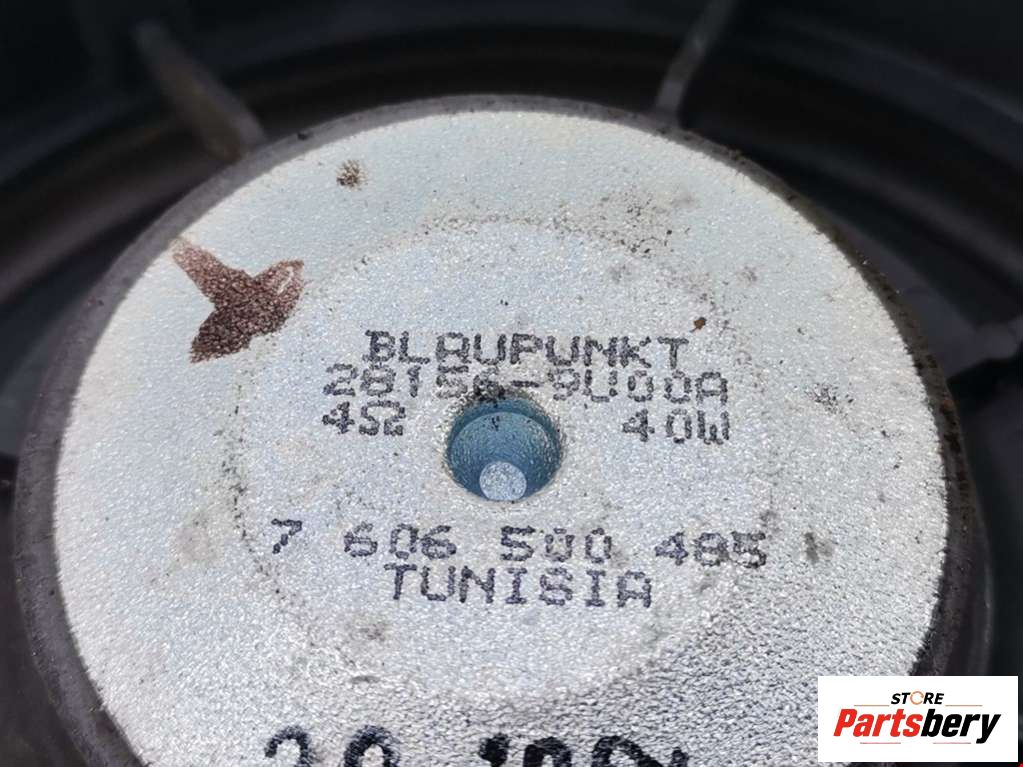 BLAUPUNKT
28156-9U00A
4Ω 40W
7 606 500 485
TUNISIA
STORE
Partsbery